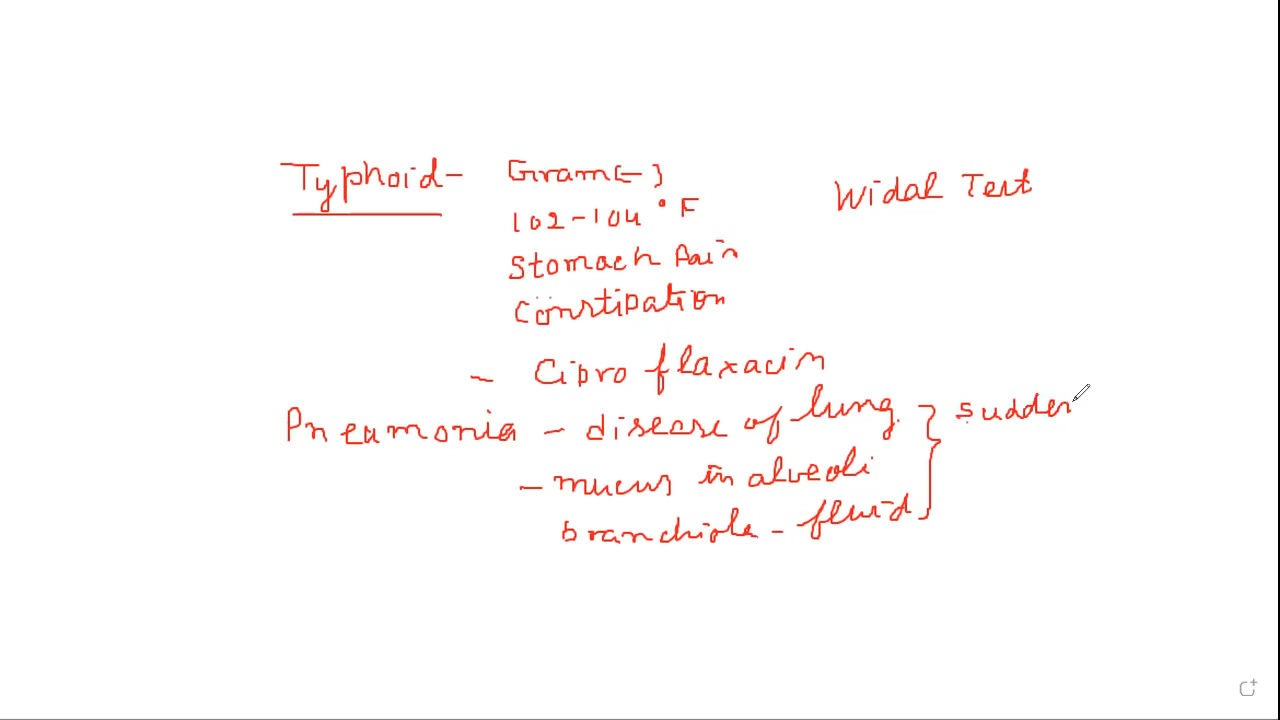 Typhoid - Gram(-) Widal Test
102-104°F
Stomach Pain
Constipation
- Ciproflaxacin
Pneumonia - disease of lung. } sudden
- mucus in alveoli
branchiole - fluid